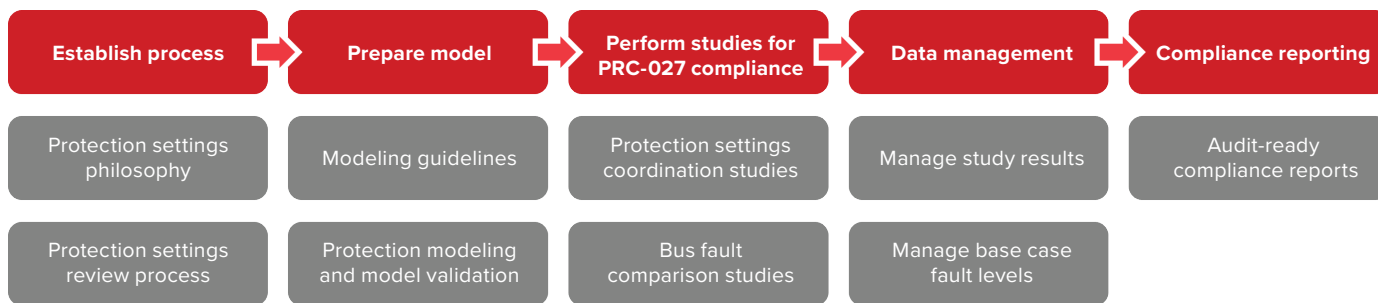 Establish process
Prepare model
Perform studies for
PRC-027 compliance
Data management
Compliance reporting
Protection settings
philosophy
Modeling guidelines
Protection settings
coordination studies
Manage study results
Audit-ready
compliance reports
Protection settings
review process
Protection modeling
and model validation
Bus fault
comparison studies
Manage base case
fault levels